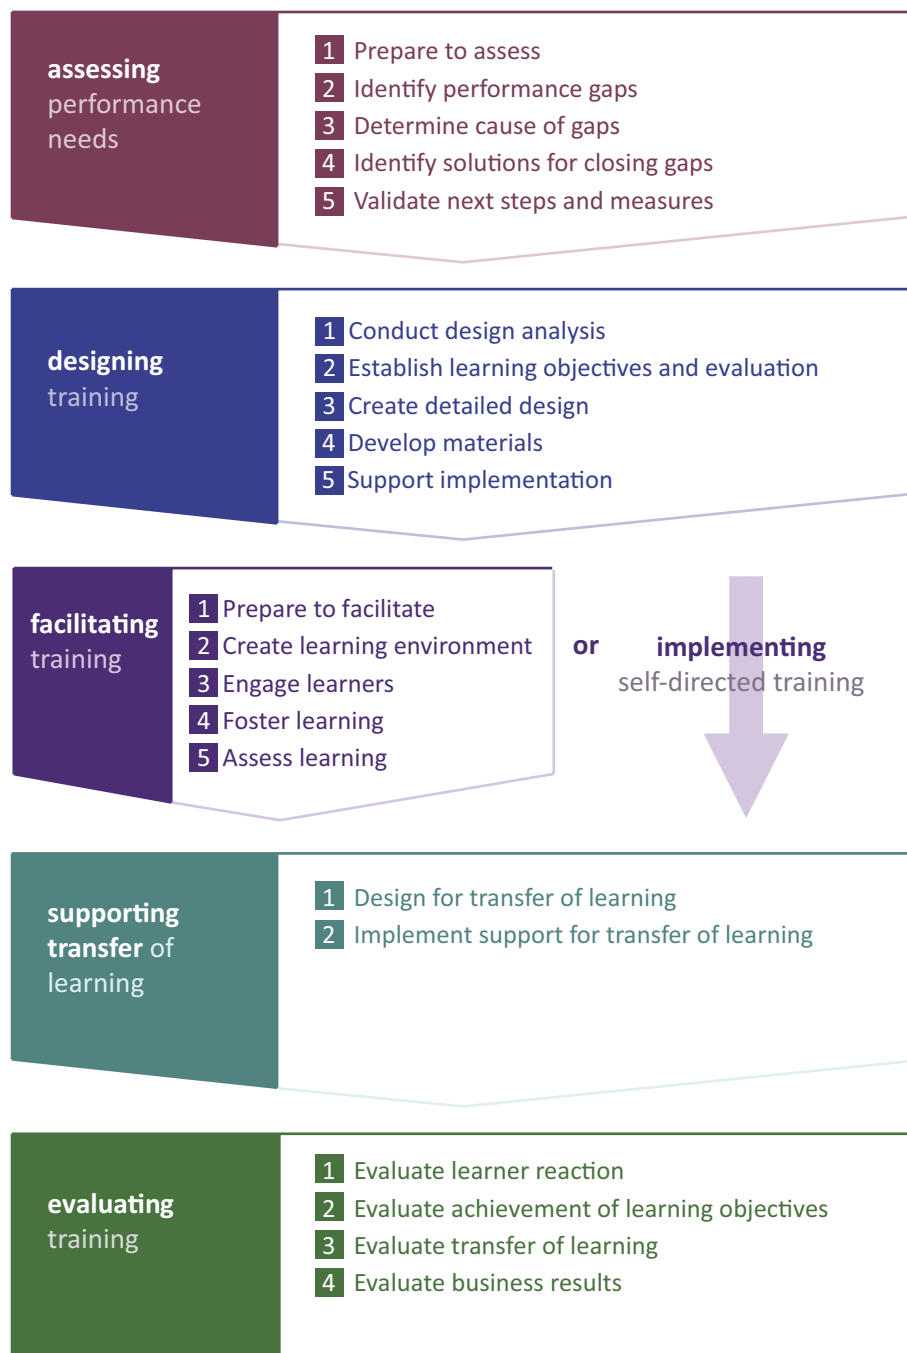 assessing
performance
needs
1 Prepare to assess
2 Identify performance gaps
3 Determine cause of gaps
4 Identify solutions for closing gaps
5 Validate next steps and measures
designing
training
1 Conduct design analysis
2 Establish learning objectives and evaluation
3 Create detailed design
4 Develop materials
5 Support implementation
facilitating
training
1 Prepare to facilitate
2 Create learning environment
3 Engage learners
4 Foster learning
5 Assess learning
or
implementing
self-directed training
supporting
transfer of
learning
1 Design for transfer of learning
2 Implement support for transfer of learning
evaluating
training
1 Evaluate learner reaction
2 Evaluate achievement of learning objectives
3 Evaluate transfer of learning
4 Evaluate business results